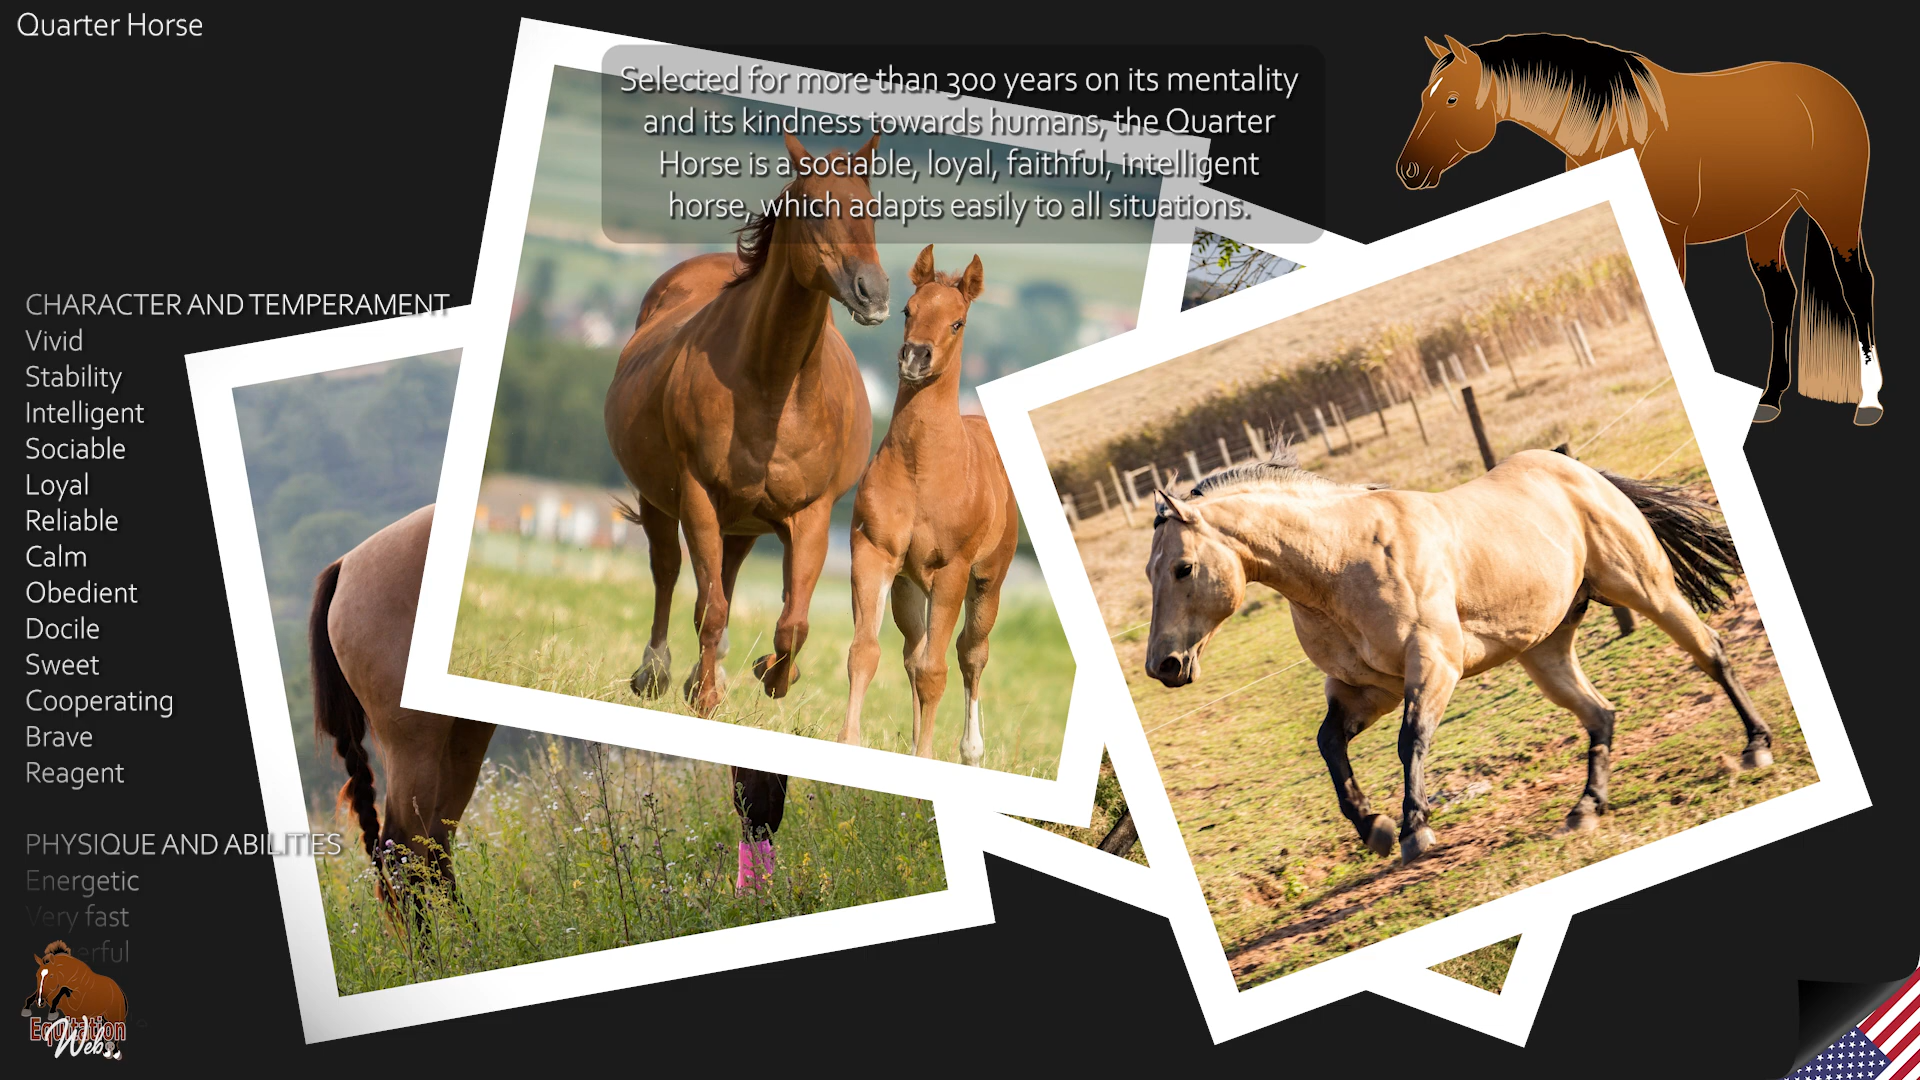 Quarter Horse
Selected for more than 300 years on its mentality
and its kindness towards humans, the Quarter
Horse is a sociable, loyal, faithful, intelligent
horse, which adapts easily to all situations.
CHARACTER AND TEMPERAMENT
Vivid
Stability
Intelligent
Sociable
Loyal
Reliable
Calm
Obedient
Docile
Sweet
Cooperating
Brave
Reagent
PHYSIQUE AND ABILITIES
Energetic
Very fast
Equitation
Webs